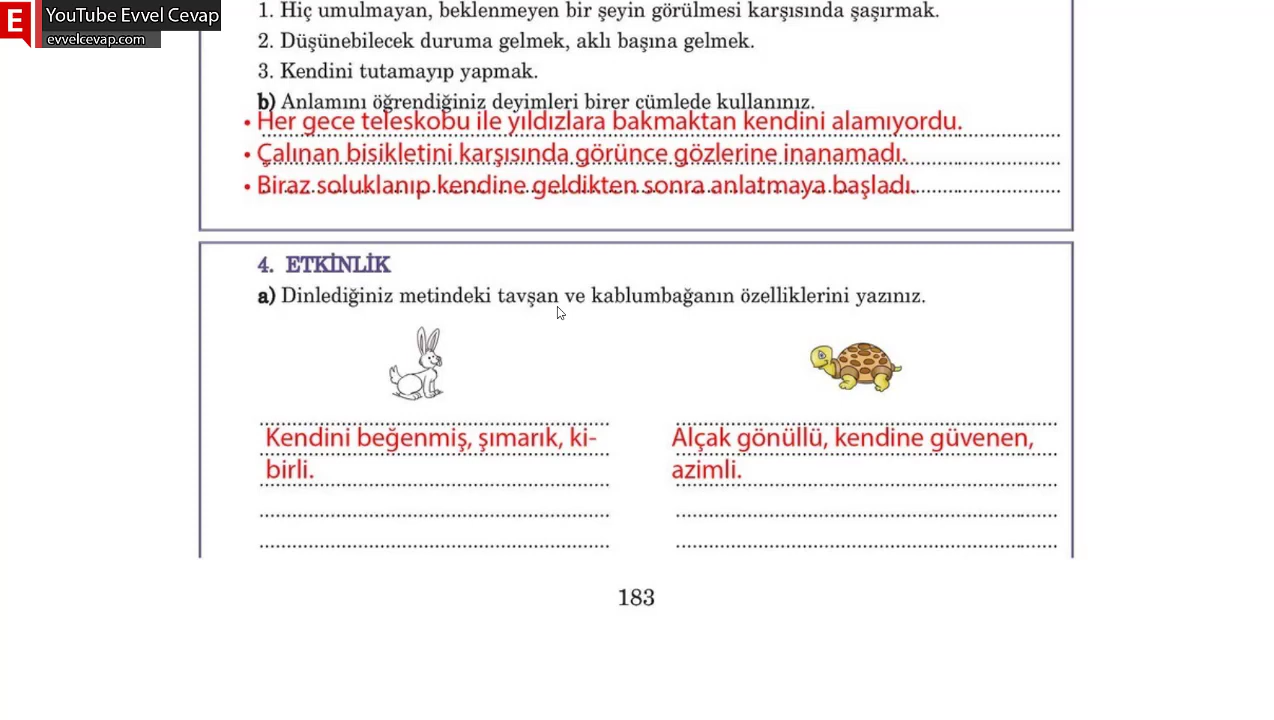 YouTube Evvel Cevap
evvelcevap.com
1. Hiç umulmayan, beklenmeyen bir şeyin görülmesi karşısında şaşırmak.
2. Düşünebilecek duruma gelmek, aklı başına gelmek.
3. Kendini tutamayıp yapmak.
b) Anlamını öğrendiğiniz deyimleri birer cümlede kullanınız.
• Her gece teleskobu ile yıldızlara bakmaktan kendini alamıyordu.
• Çalınan bisikletini karşısında görünce gözlerine inanamadı.
• Biraz soluklanıp kendine geldikten sonra anlatmaya başladı.
4. ETKİNLİK
a) Dinlediğiniz metindeki tavşan ve kablumbağanın özelliklerini yazınız.
Kendini beğenmiş, şımarık, ki-
birli.
Alçak gönüllü, kendine güvenen,
azimli.
183